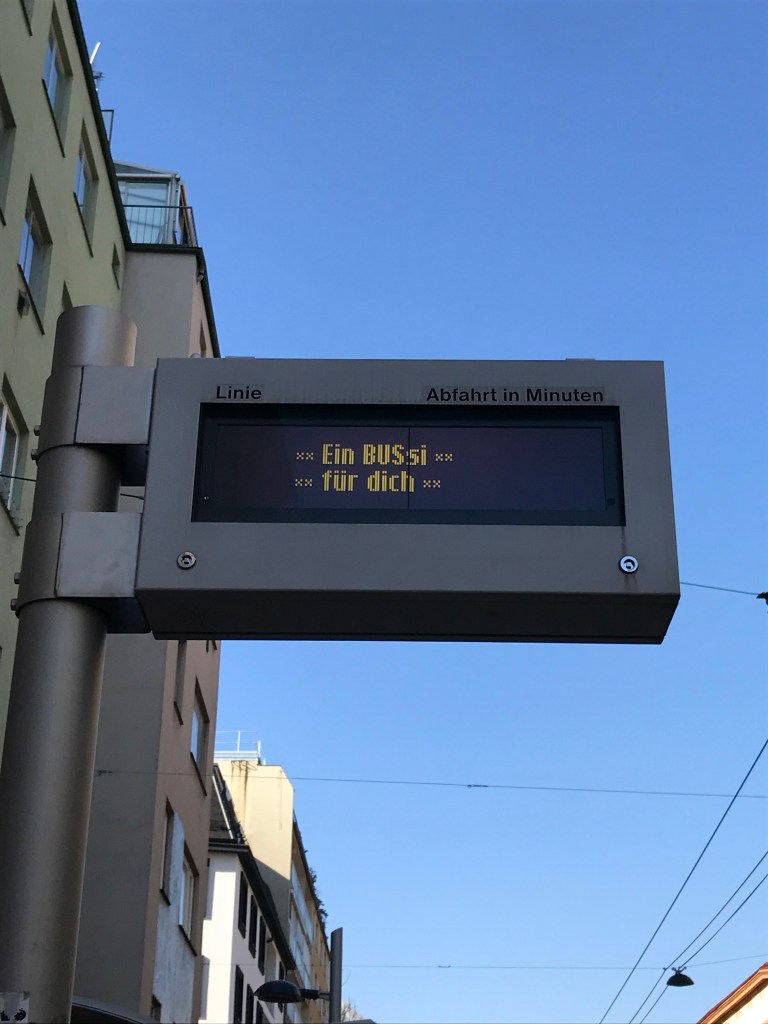 Linie Abfahrt in Minuten
×× Ein BUSsi ××
×× für dich ××